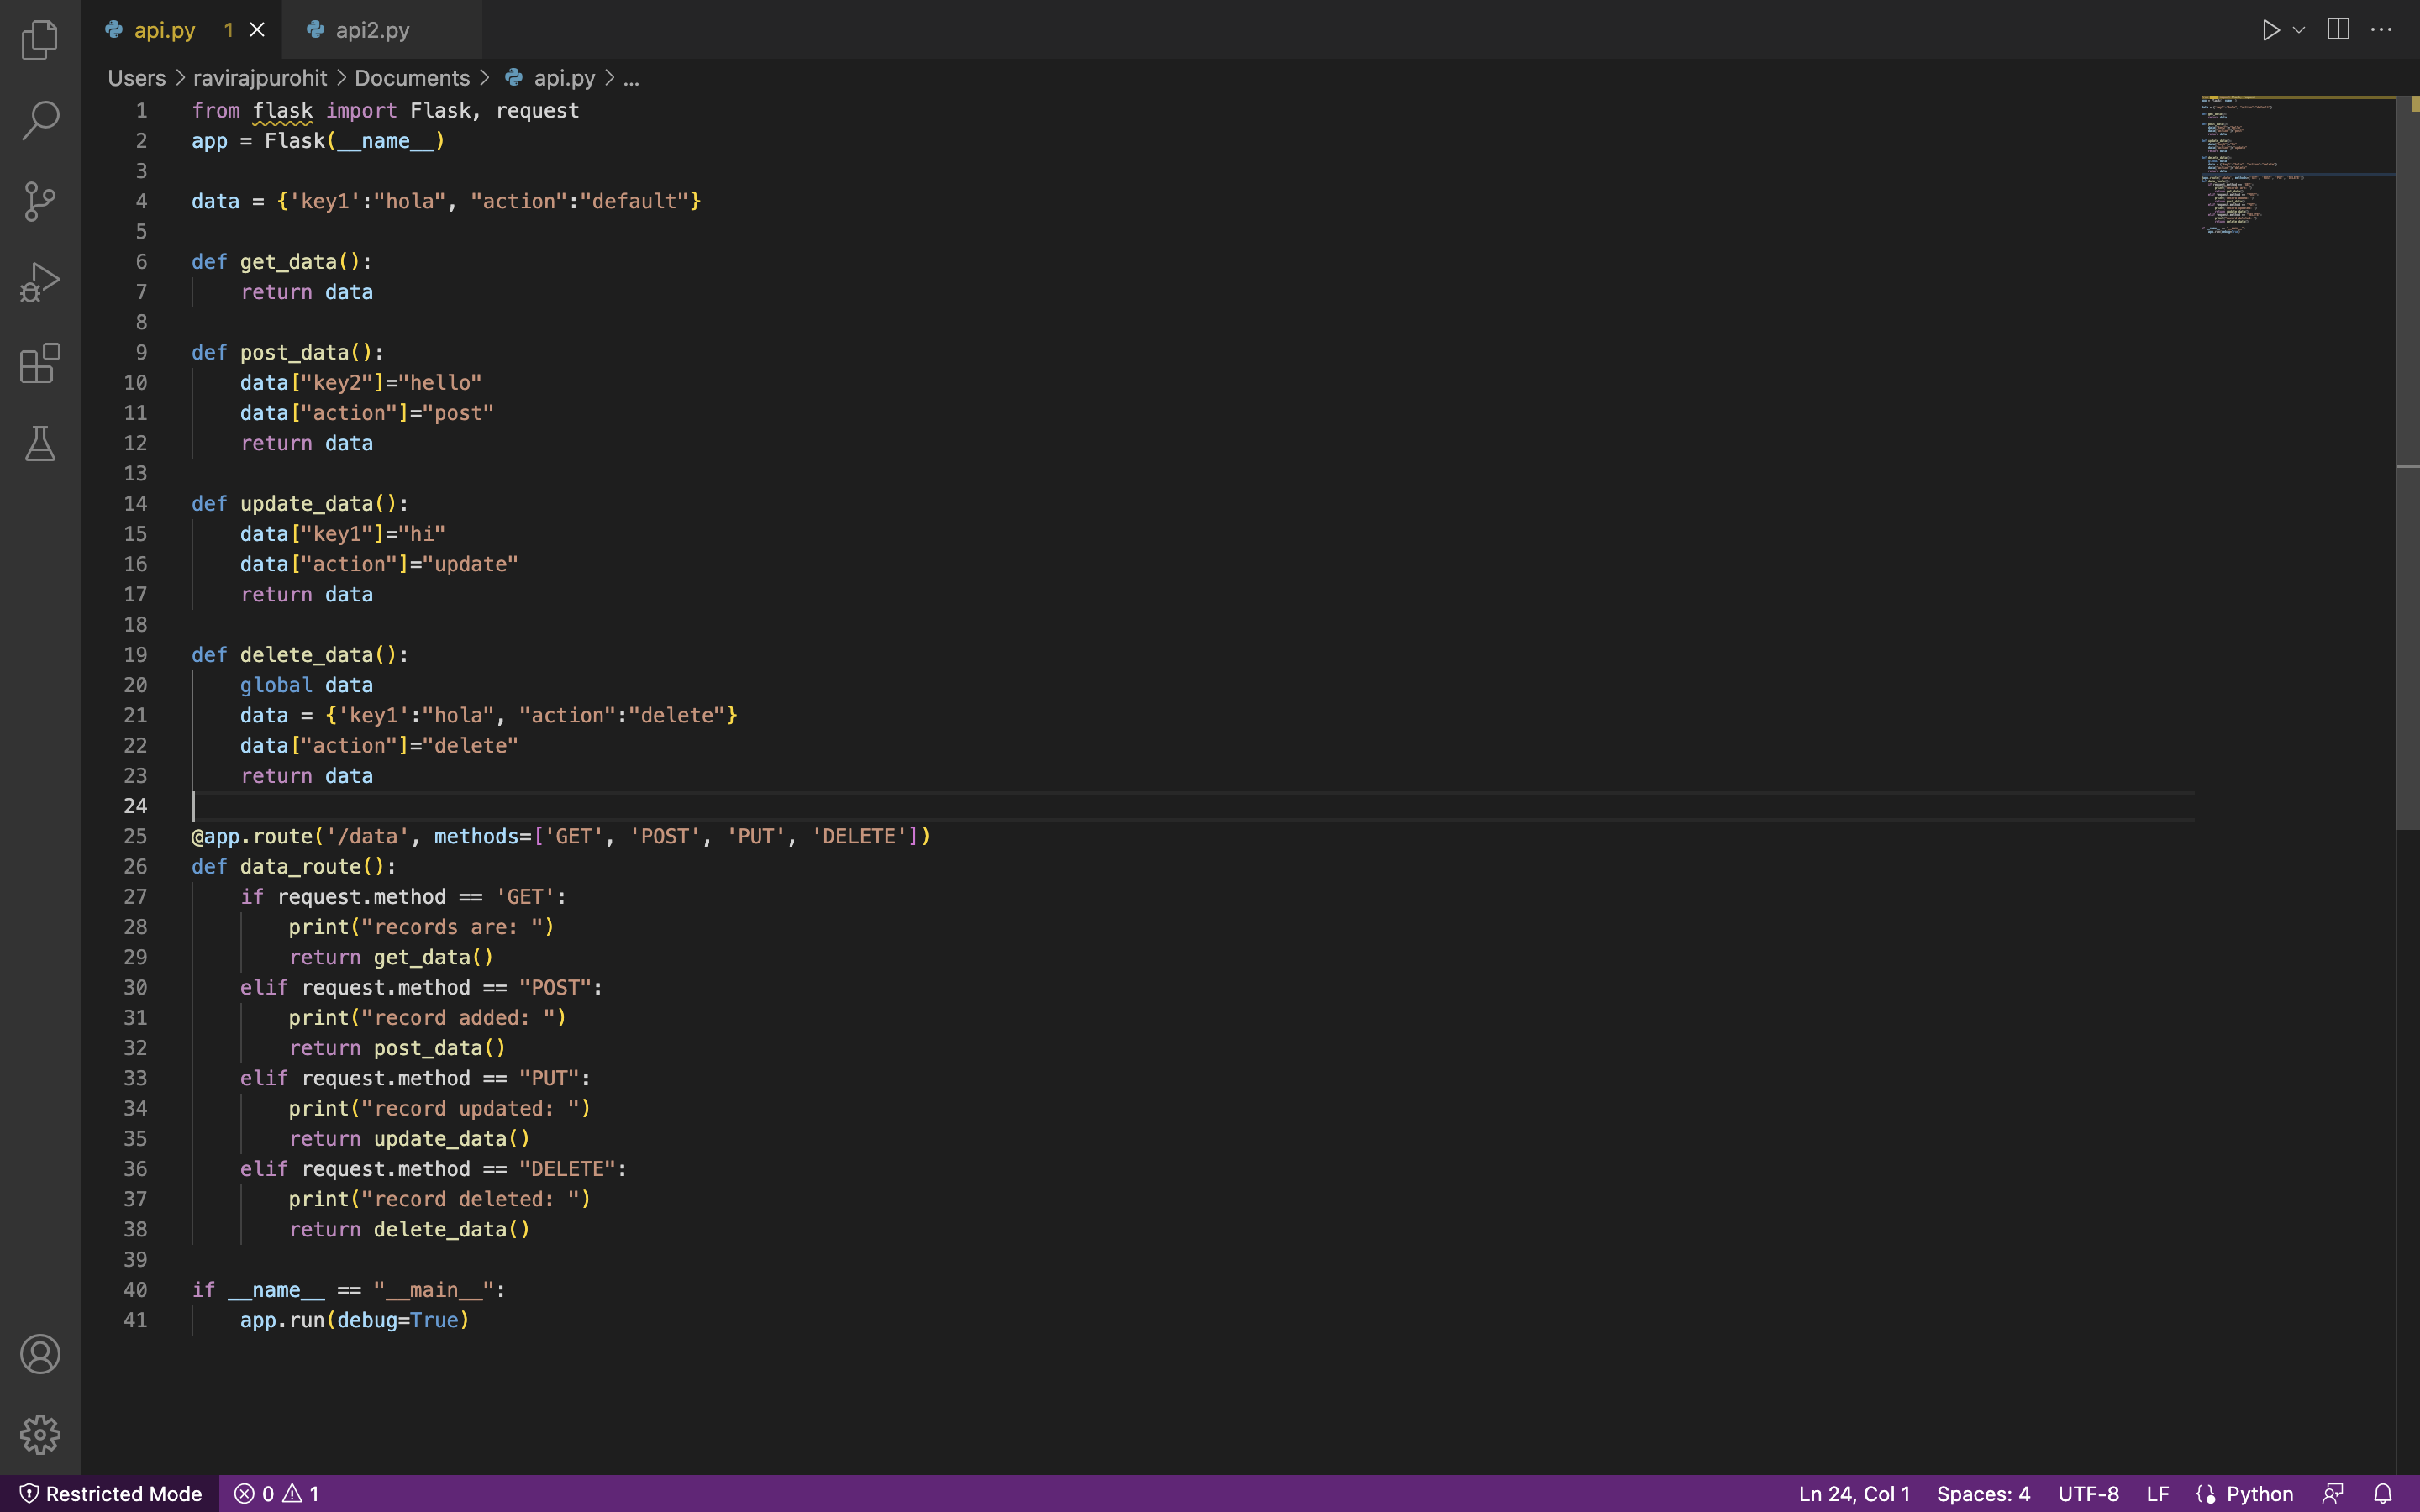 api.py 1
api2.py
Users > ravirajpurohit > Documents > api.py > ...
1 from flask import Flask, request
2 app = Flask(__name__)
3
4 data = {'key1':"hola", "action":"default"}
5
6 def get_data():
7     return data
8
9 def post_data():
10     data["key2"]="hello"
11     data["action"]="post"
12     return data
13
14 def update_data():
15     data["key1"]="hi"
16     data["action"]="update"
17     return data
18
19 def delete_data():
20     global data
21     data = {'key1':"hola", "action":"delete"}
22     data["action"]="delete"
23     return data
24
25 @app.route('/data', methods=['GET', 'POST', 'PUT', 'DELETE'])
26 def data_route():
27     if request.method == 'GET':
28         print("records are: ")
29         return get_data()
30     elif request.method == "POST":
31         print("record added: ")
32         return post_data()
33     elif request.method == "PUT":
34         print("record updated: ")
35         return update_data()
36     elif request.method == "DELETE":
37         print("record deleted: ")
38         return delete_data()
39
40 if __name__ == "__main__":
41     app.run(debug=True)
Restricted Mode 0 1 Ln 24, Col 1 Spaces: 4 UTF-8 LF Python